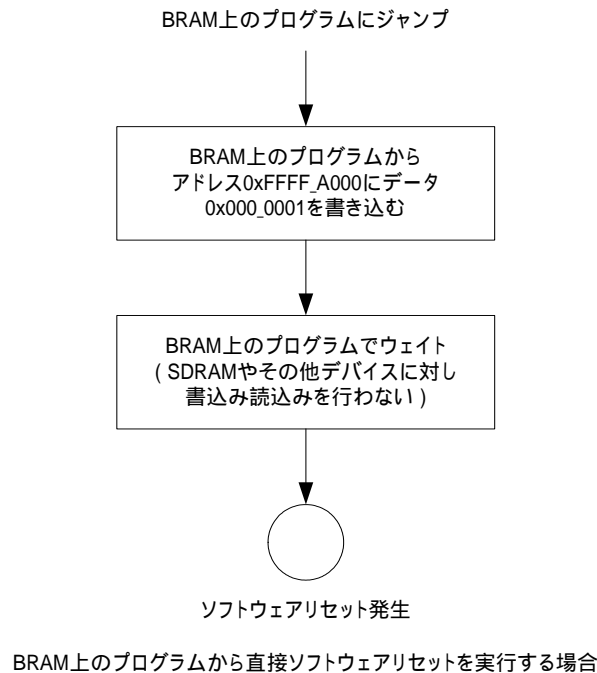 BRAM上のプログラムにジャンプ
BRAM上のプログラムから
アドレス0xFFFF_A000にデータ
0x000_0001を書き込む
BRAM上のプログラムでウェイト
( SDRAMやその他デバイスに対し
書込み読込みを行わない )
ソフトウェアリセット発生
BRAM上のプログラムから直接ソフトウェアリセットを実行する場合